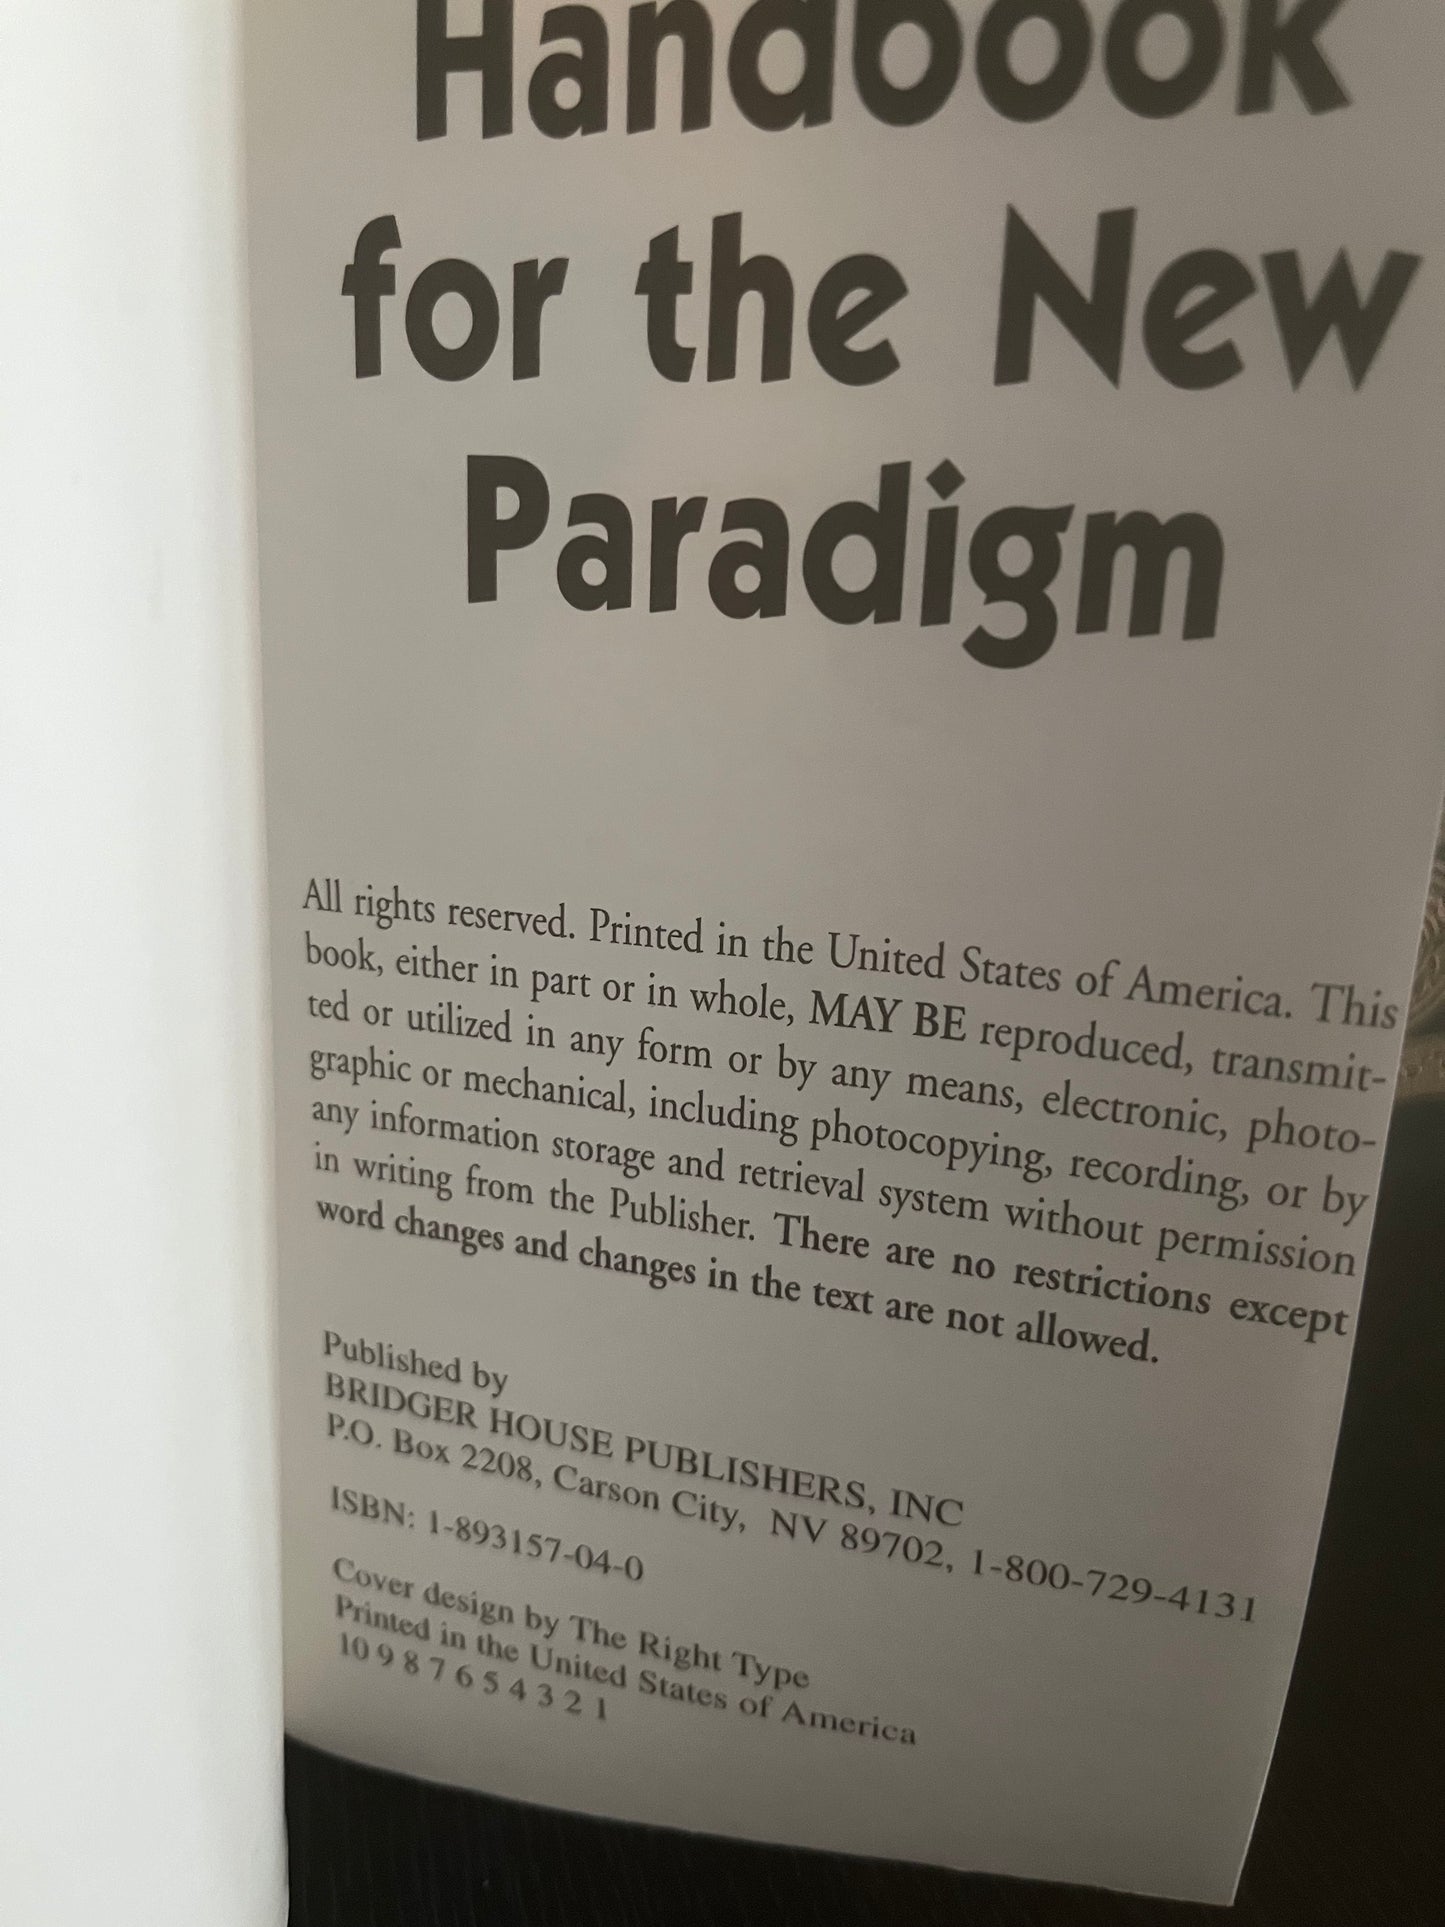 Handbook
for the New
Paradigm
All rights reserved. Printed in the United States of America. This
book, either in part or in whole, MAY BE reproduced, transmit-
ted or utilized in any form or by any means, electronic, photo-
graphic or mechanical, including photocopying, recording, or by
any information storage and retrieval system without permission
in writing from the Publisher. There are no restrictions except
word changes and changes in the text are not allowed.
Published by
BRIDGER HOUSE PUBLISHERS, INC
P.O. Box 2208, Carson City, NV 89702, 1-800-729-4131
ISBN: 1-893157-04-0
Cover design by The Right Type
Printed in the United States of America
10 9 8 7 6 5 4 3 2 1